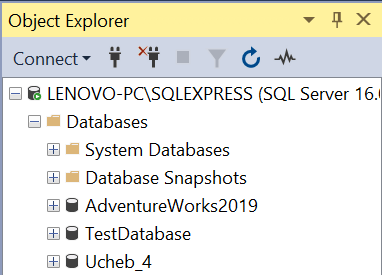 Object Explorer
Connect
LENOVO-PC\SQLEXPRESS (SQL Server 16.
Databases
System Databases
Database Snapshots
AdventureWorks2019
TestDatabase
Ucheb_4